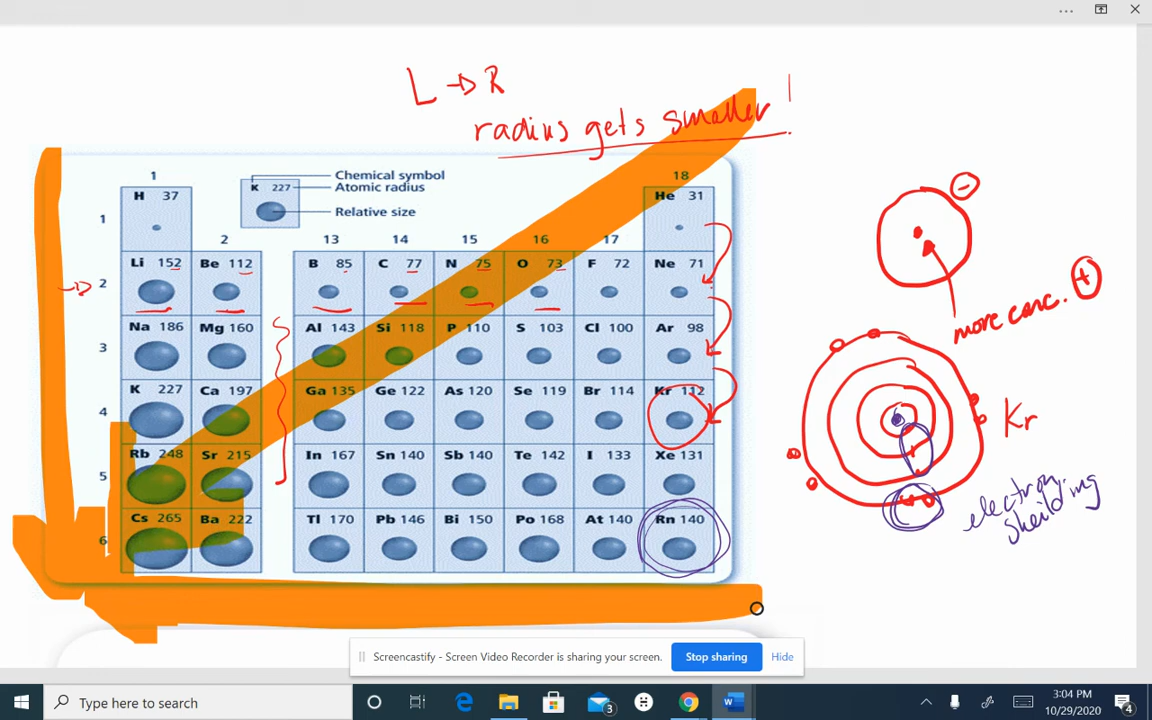 L → R
radius gets smaller!
1
18
K 227
Chemical symbol
Atomic radius
Relative size
1
H 37
He 31
2
13
14
15
16
17
2
Li 152
Be 112
B 85
C 77
N 75
O 73
F 72
Ne 71
3
Na 186
Mg 160
Al 143
Si 118
P 110
S 103
Cl 100
Ar 98
4
K 227
Ca 197
Ga 135
Ge 122
As 120
Se 119
Br 114
Kr 112
5
Rb 248
Sr 215
In 167
Sn 140
Sb 140
Te 142
I 133
Xe 131
6
Cs 265
Ba 222
Tl 170
Pb 146
Bi 150
Po 168
At 140
Rn 140
-
more conc. +
Kr
electron
sheilding
Screencastify - Screen Video Recorder is sharing your screen.
Stop sharing
Hide
Type here to search
3
3:04 PM
10/29/2020
4